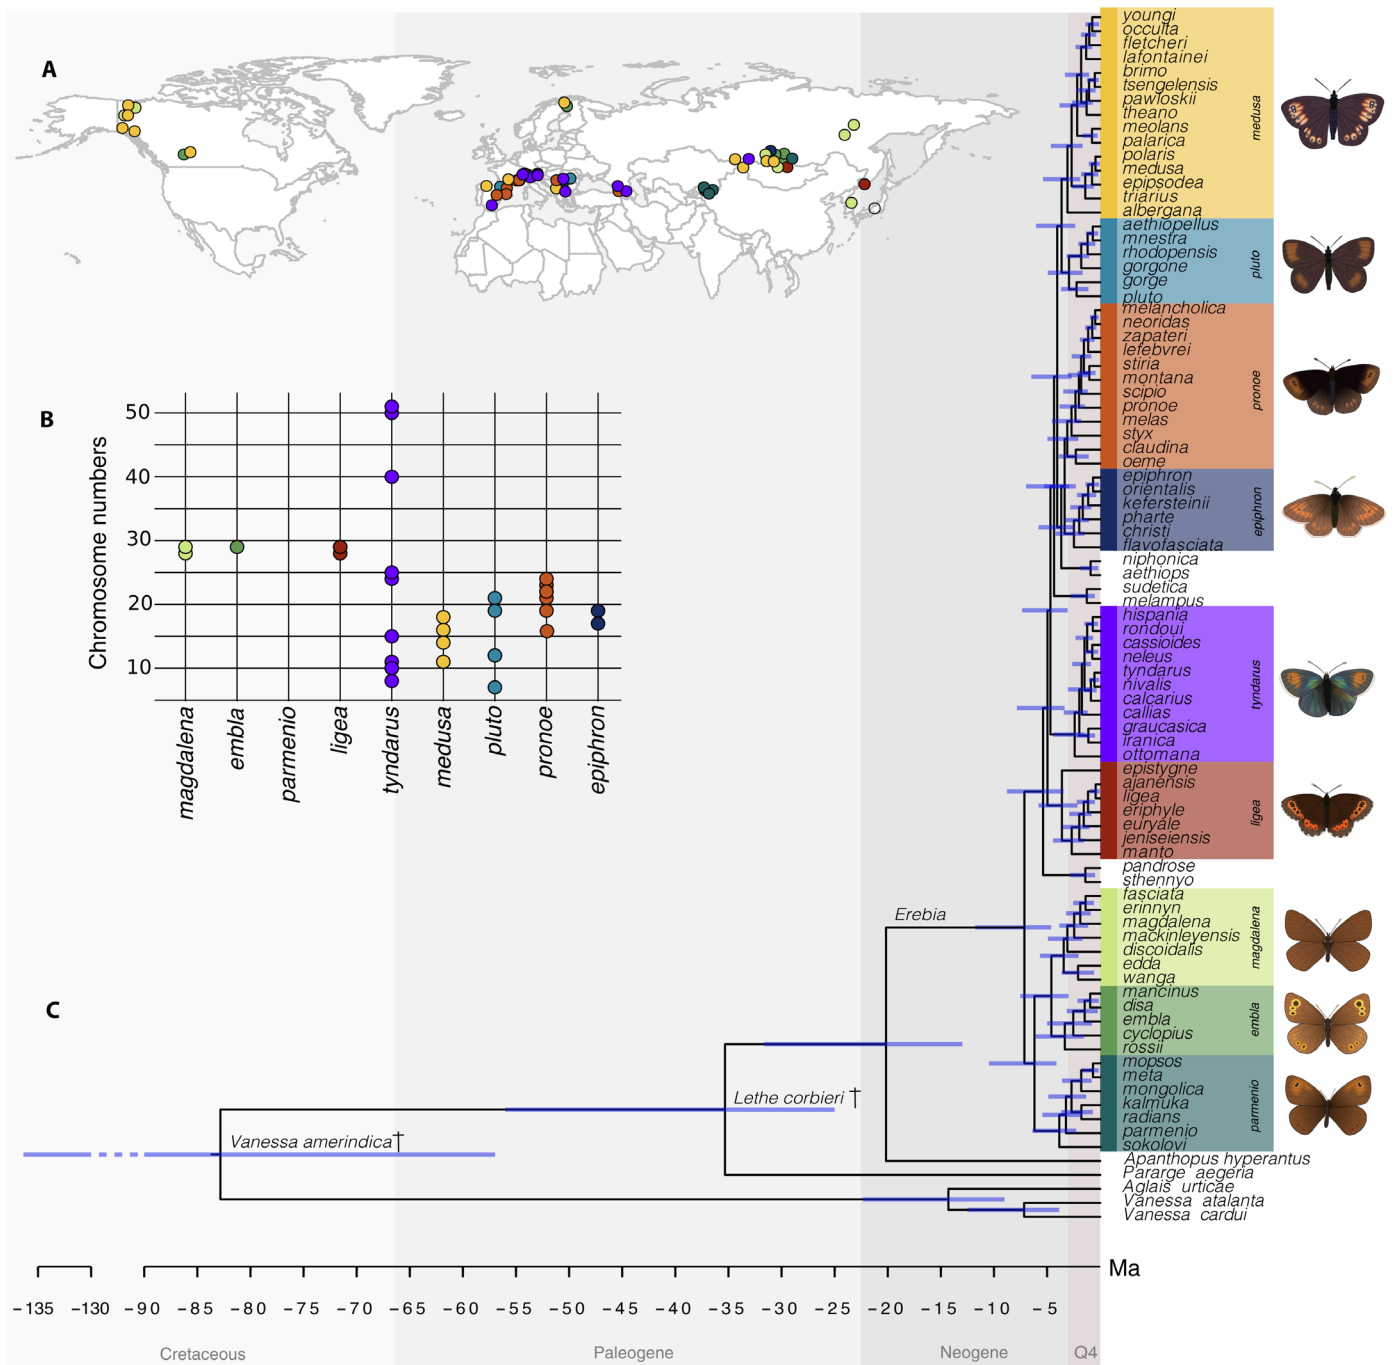 A
B
Chromosome numbers
50
40
30
20
10
magdalena
embla
parmenio
ligea
tyndarus
medusa
pluto
pronoe
epiphron
C
Erebia
Lethe corbieri †
Vanessa amerindica†
youngi
occulta
fletcheri
lafontainei
brimo
tsengelensis
pawloskii
theano
meolans
palarica
polaris
medusa
epipsodea
triarius
albergana
medusa
aethiopellus
mnestra
rhodopensis
gorgone
gorge
pluto
pluto
melancholica
neoridas
zapateri
lefebvrei
stiria
montana
scipio
pronoe
melas
styx
claudina
oeme
pronoe
epiphron
orientalis
kefersteinii
pharte
christi
flavofasciata
epiphron
niphonica
aethiops
sudetica
melampus
hispania
rondoui
cassioides
neleus
tyndarus
nivalis
calcarius
callias
graucasica
iranica
ottomana
tyndarus
epistygne
ajanensis
ligea
eriphyle
euryale
jeniseiensis
manto
ligea
pandrose
sthennyo
fasciata
erinnyn
magdalena
mackinleyensis
discoidalis
edda
wanga
magdalena
mancinus
disa
embla
cyclopius
rossii
embla
mopsos
meta
mongolica
kalmuka
radians
parmenio
sokolovi
parmenio
Apanthopus hyperantus
Pararge aegeria
Aglais urticae
Vanessa atalanta
Vanessa cardui
Ma
-135 -130 -90 -85 -80 -75 -70 -65 -60 -55 -50 -45 -40 -35 -30 -25 -20 -15 -10 -5
Cretaceous Paleogene Neogene Q4